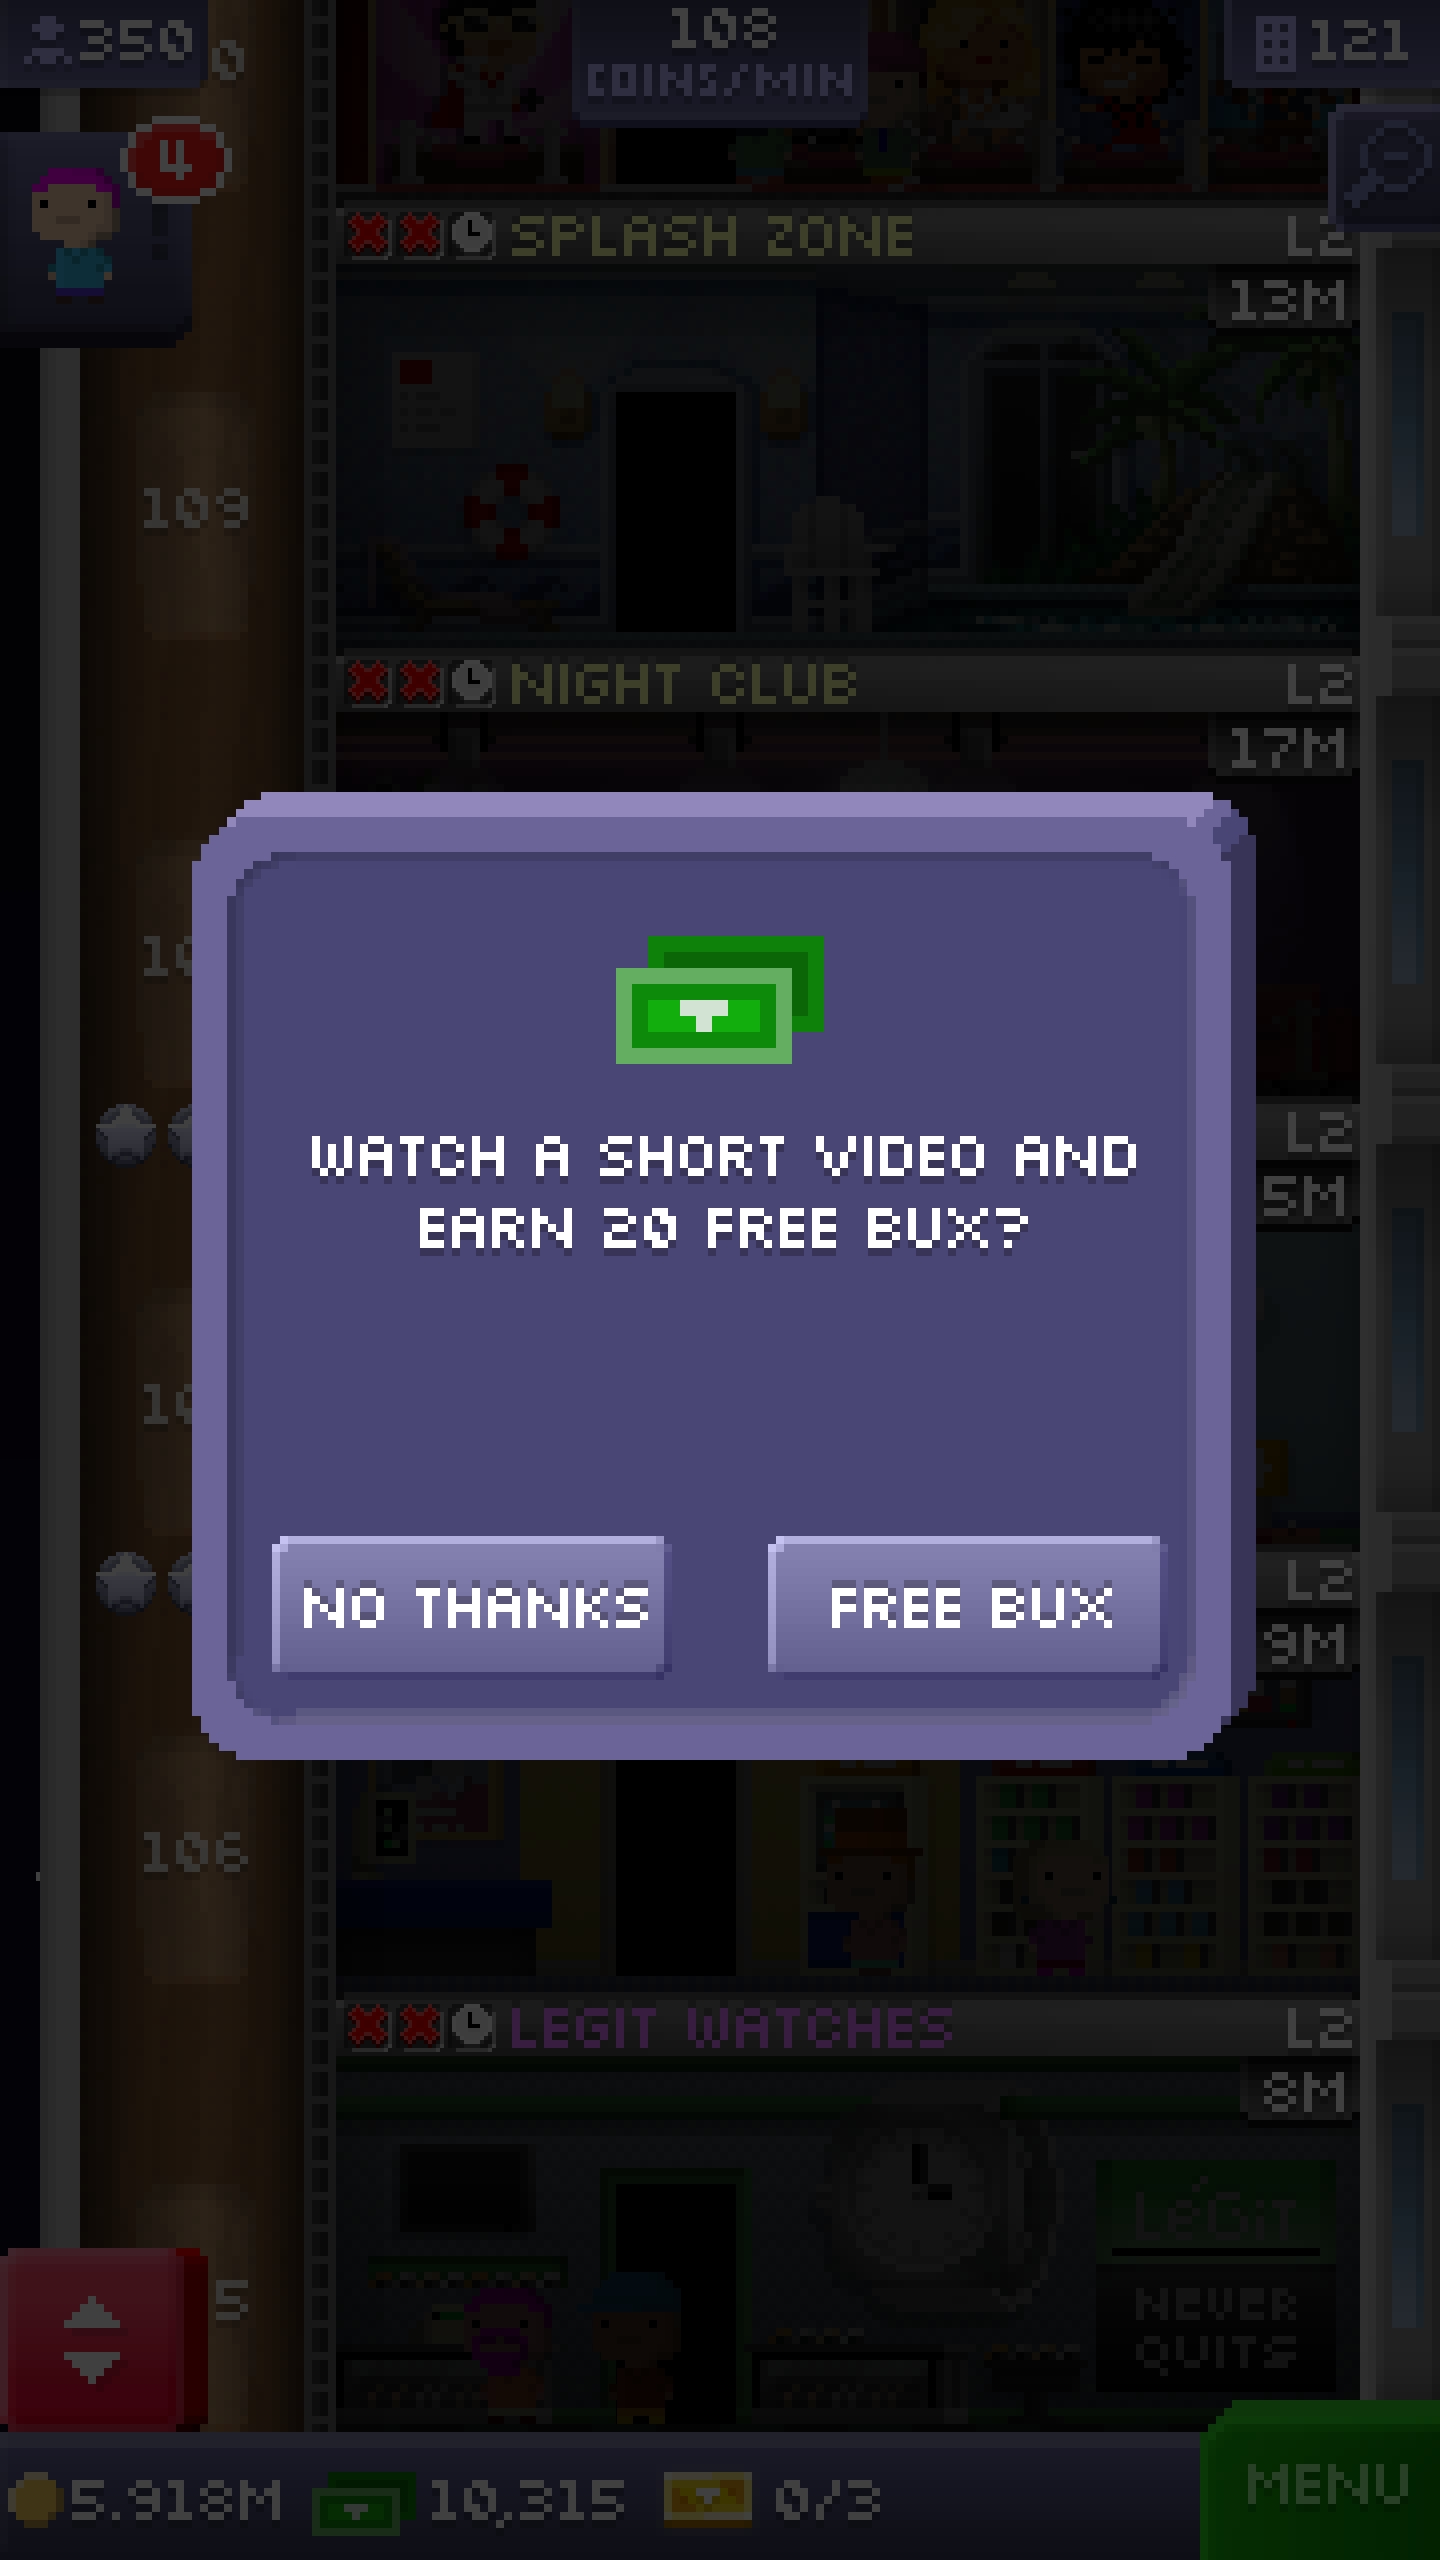 350
0
108
COINS/MIN
121
4
SPLASH ZONE
L2
13M
109
NIGHT CLUB
L2
17M
10
L2
5M
WATCH A SHORT VIDEO AND
EARN 20 FREE BUX?
10
L2
9M
NO THANKS
FREE BUX
106
LEGIT WATCHES
L2
8M
LéGiT
NEVER
QUITS
5
5.918M
10,315
0/3
MENU